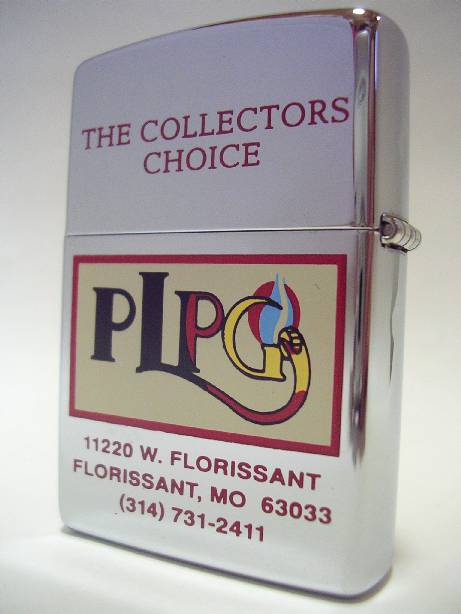 THE COLLECTORS
CHOICE
PLPG
11220 W. FLORISSANT
FLORISSANT, MO 63033
(314) 731-2411